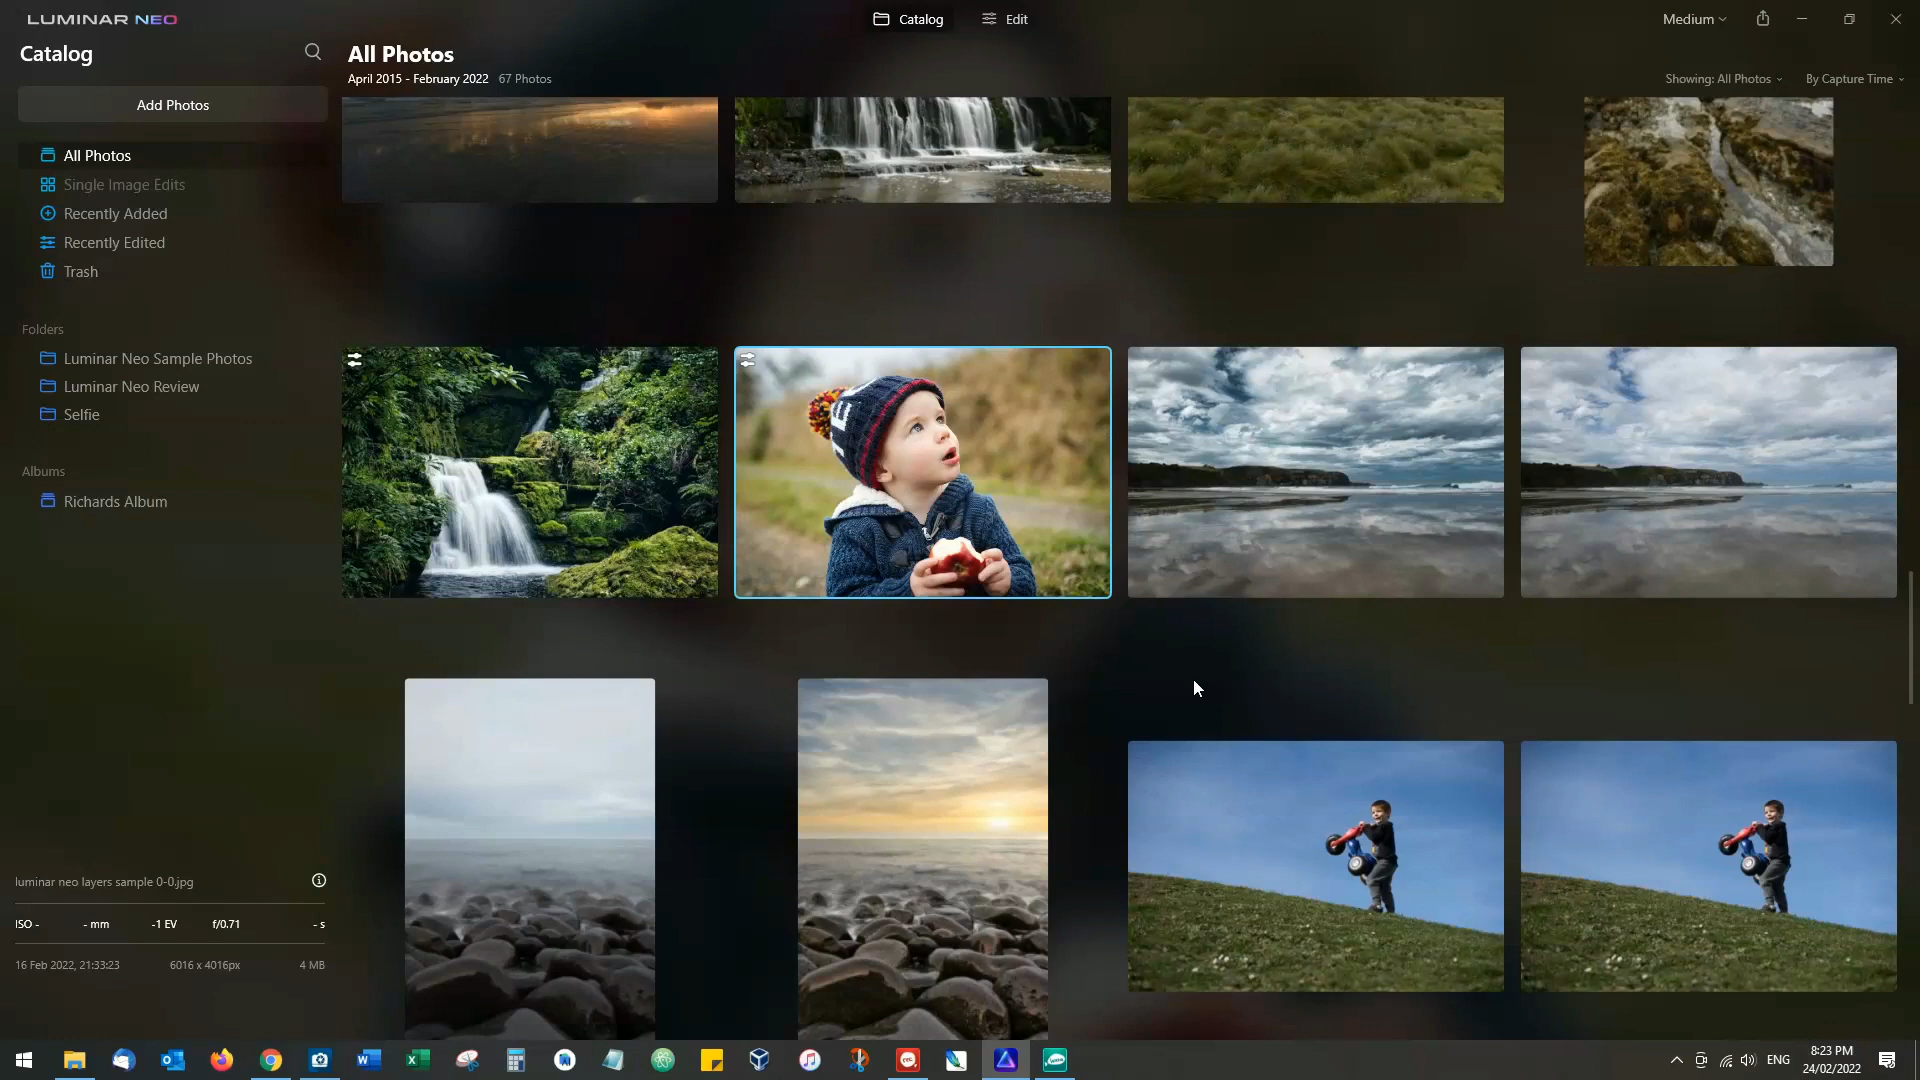 LUMINAR NEO
Catalog
Edit
Medium
Catalog
All Photos
April 2015 - February 2022 67 Photos
Showing: All Photos
By Capture Time
Add Photos
All Photos
Single Image Edits
Recently Added
Recently Edited
Trash
Folders
Luminar Neo Sample Photos
Luminar Neo Review
Selfie
Albums
Richards Album
luminar neo layers sample 0-0.jpg
ISO - - mm -1 EV f/0.71 - s
16 Feb 2022, 21:33:23 6016 x 4016px 4 MB
ENG
8:23 PM
24/02/2022